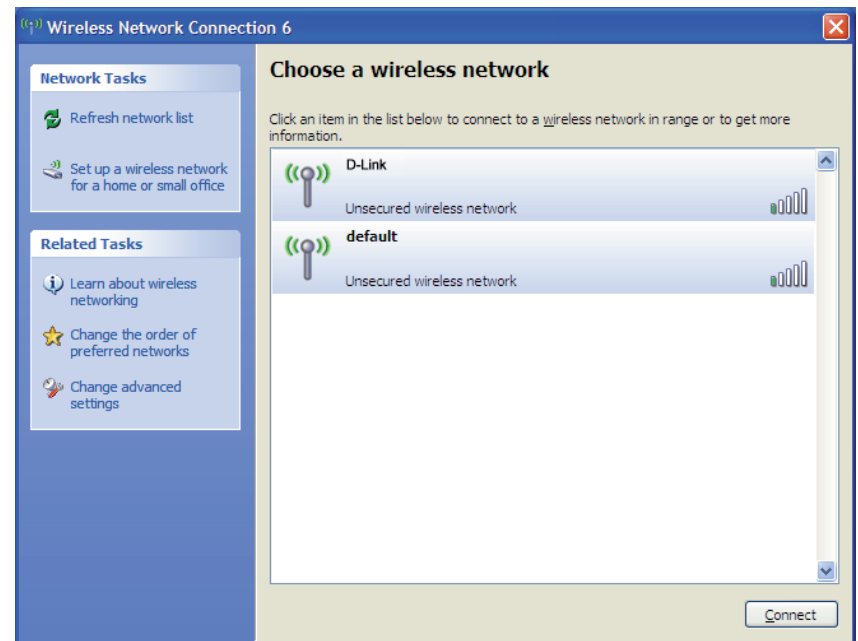 Wireless Network Connection 6
Network Tasks
Refresh network list
Set up a wireless network
for a home or small office
Related Tasks
Learn about wireless
networking
Change the order of
preferred networks
Change advanced
settings
Choose a wireless network
Click an item in the list below to connect to a wireless network in range or to get more
information.
D-Link
Unsecured wireless network
default
Unsecured wireless network
Connect